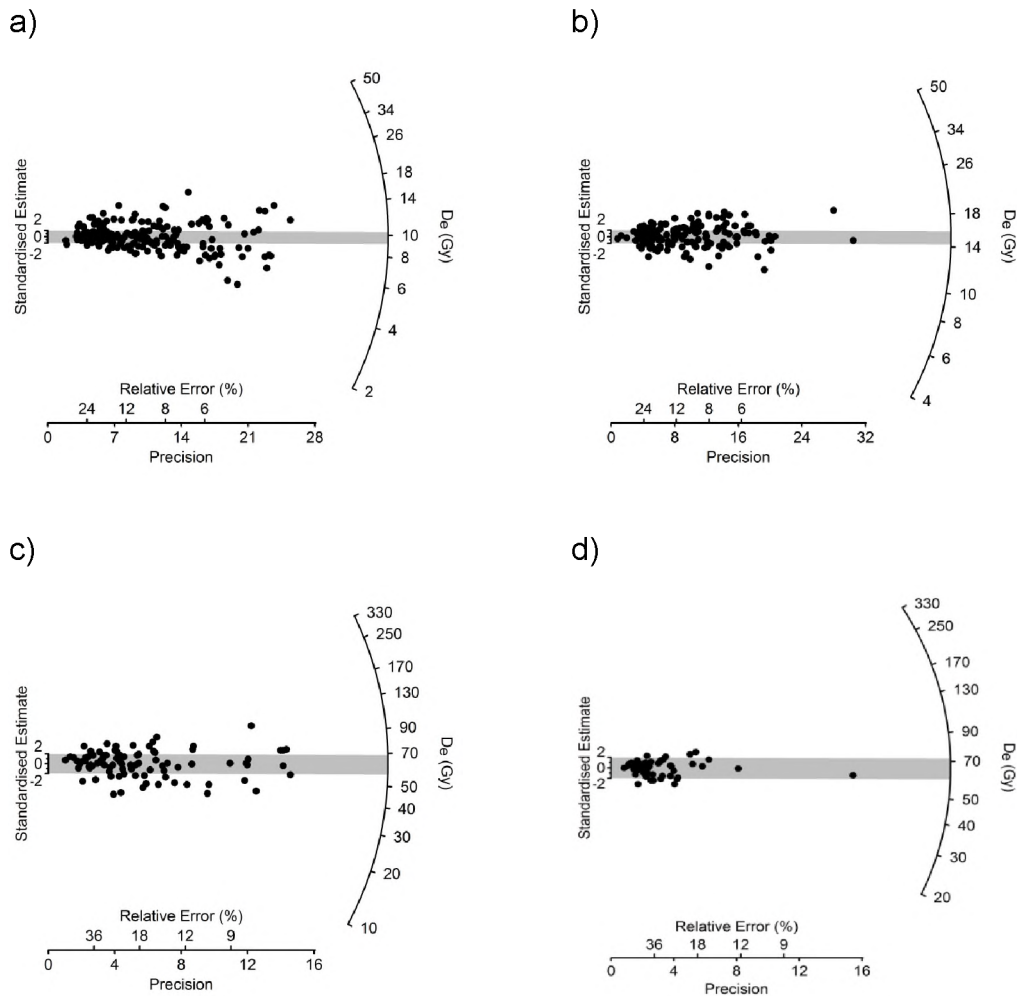 a)
Standardised Estimate
2
0
-2
50
34
26
18
14
10
8
6
4
2
De (Gy)
Relative Error (%)
24 12 8 6
0 7 14 21 28
Precision
b)
Standardised Estimate
2
0
-2
50
34
26
18
14
10
8
6
4
De (Gy)
Relative Error (%)
24 12 8 6
0 8 16 24 32
Precision
c)
Standardised Estimate
2
0
-2
330
250
170
130
90
70
50
40
30
20
10
De (Gy)
Relative Error (%)
36 18 12 9
0 4 8 12 16
Precision
d)
Standardised Estimate
2
0
-2
330
250
170
130
90
70
50
40
30
20
De (Gy)
Relative Error (%)
36 18 12 9
0 4 8 12 16
Precision